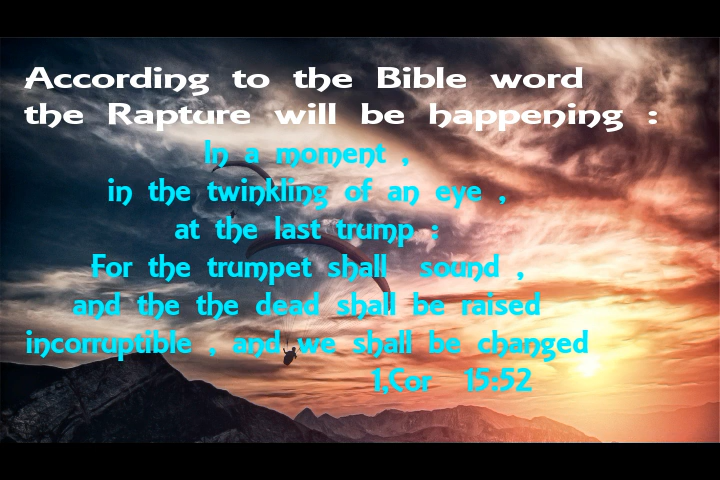 According to the Bible word
the Rapture will be happening :
In a moment ,
in the twinkling of an eye ,
at the last trump :
For the trumpet shall sound ,
and the the dead shall be raised
incorruptible , and we shall be changed
1,Cor 15:52